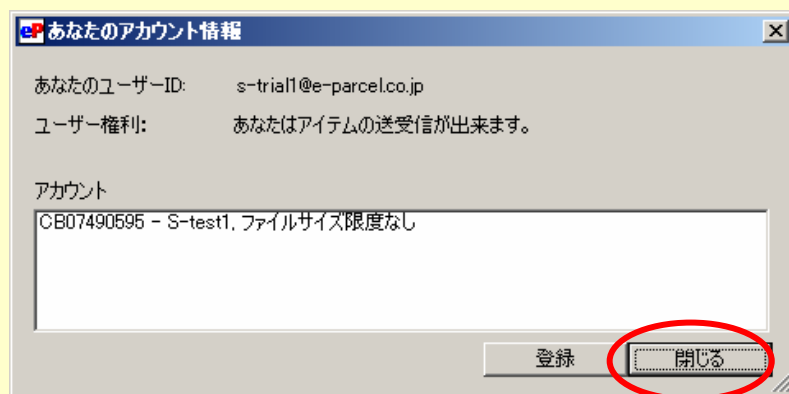 eP あなたのアカウント情報
あなたのユーザーID: s-trial1@e-parcel.co.jp
ユーザー権利: あなたはアイテムの送受信が出来ます。
アカウント
CB07490595 - S-test1, ファイルサイズ限度なし
登録 閉じる